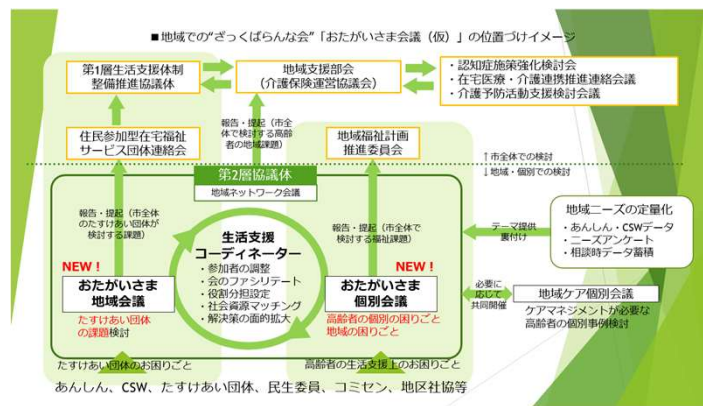 ■地域での“ざっくばらんな会”「おたがいさま会議（仮）」の位置づけイメージ
第1層生活支援体制
整備推進協議体
地域支援部会
（介護保険運営協議会）
・認知症施策強化検討会
・在宅医療・介護連携推進連絡会議
・介護予防活動支援検討会議
住民参加型在宅福祉
サービス団体連絡会
報告・提起（市全
体で検討する高齢
者の地域課題）
地域福祉計画
推進委員会
↑市全体での検討
↓地域・個別での検討
第2層協議体
地域ネットワーク会議
報告・提起（市全体
のたすけあい団体が
検討する課題）
生活支援
コーディネーター
・参加者の調整
・会のファシリテート
・役割分担設定
・社会資源マッチング
・解決策の面的拡大
報告・提起（市全体で
検討する福祉課題）
テーマ提供
裏付け
地域ニーズの定量化
・あんしん・CSWデータ
・ニーズアンケート
・相談時データ蓄積
NEW！
おたがいさま
地域会議
たすけあい団体
の課題検討
NEW！
おたがいさま
個別会議
高齢者の個別の困りごと
地域の困りごと
必要に
応じて
共同開催
地域ケア個別会議
ケアマネジメントが必要な
高齢者の個別事例検討
たすけあい団体のお困りごと
高齢者の生活支援上のお困りごと
あんしん、CSW、たすけあい団体、民生委員、コミセン、地区社協等